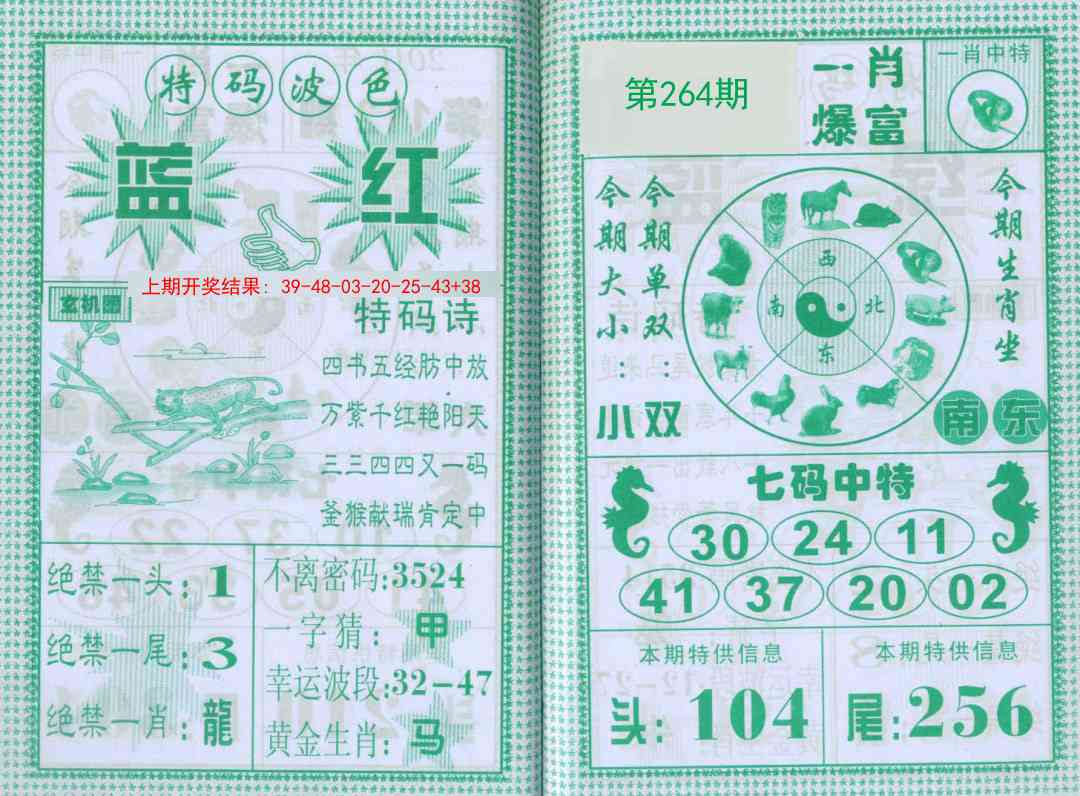 特码波色
蓝 红
上期开奖结果：39-48-03-20-25-43+38
玄机图
特码诗
四书五经肪中放
万紫千红艳阳天
三三四四又一码
釜猴献瑞肯定中
绝禁一头：1
绝禁一尾：3
绝禁一肖：龍
不离密码：3524
一字猜：甲
幸运波段：32-47
黄金生肖：马
第264期
一肖
爆富
一肖中特
今期大小：小
今期单双：双
西
南 北
东
今期生肖坐
南东
七码中特
30 24 11
41 37 20 02
本期特供信息
头：104
本期特供信息
尾：256